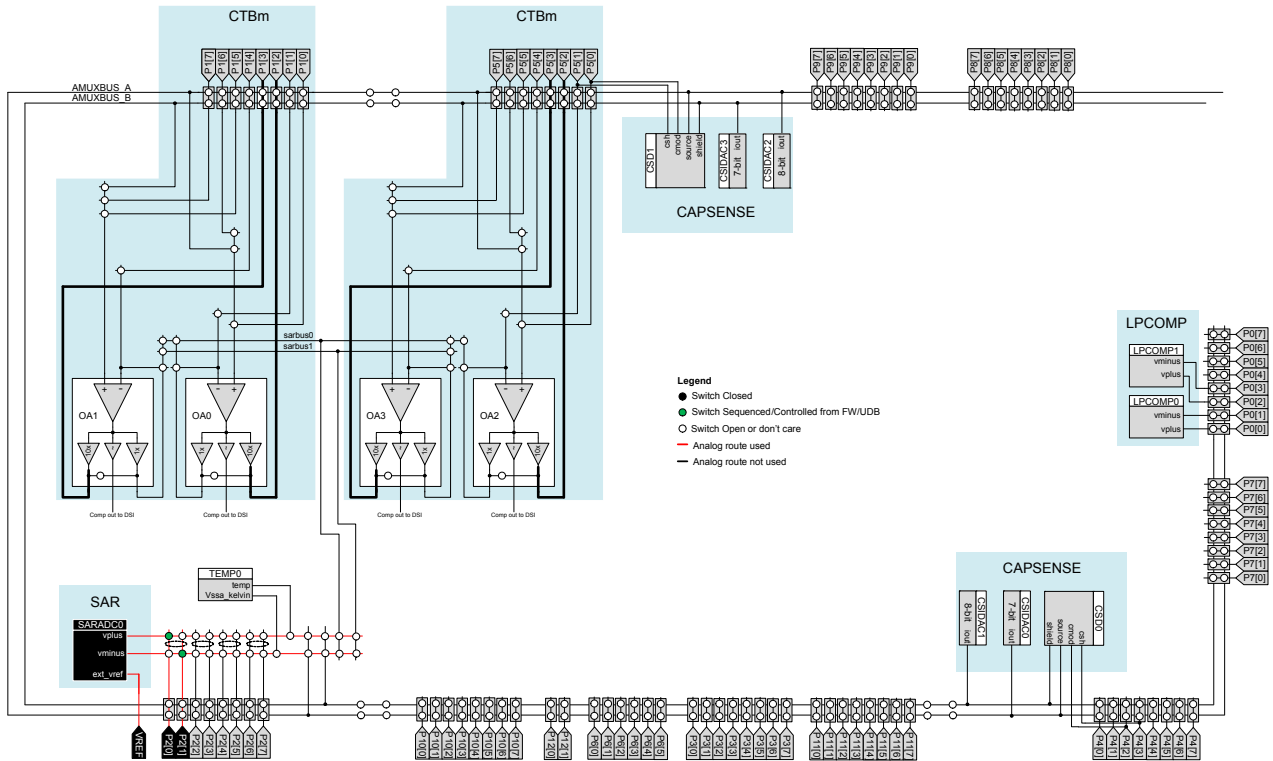 CTBm
CTBm
P1[7]
P1[6]
P1[5]
P1[4]
P1[3]
P1[2]
P1[1]
P1[0]
P5[7]
P5[6]
P5[5]
P5[4]
P5[3]
P5[2]
P5[1]
P5[0]
P9[7]
P9[6]
P9[5]
P9[4]
P9[3]
P9[2]
P9[1]
P9[0]
P8[7]
P8[6]
P8[5]
P8[4]
P8[3]
P8[2]
P8[1]
P8[0]
AMUXBUS_A
AMUXBUS_B
CSD1
csh
cmod
source
shield
CSIDAC3
7-bit
iout
CSIDAC2
8-bit
iout
CAPSENSE
sarbus0
sarbus1
+
-
-
+
+
-
-
+
OA1
OA0
OA3
OA2
10x
-
1x
10x
-
1x
10x
-
1x
10x
-
1x
Comp out to DSI
Comp out to DSI
Comp out to DSI
Comp out to DSI
Legend
Switch Closed
Switch Sequenced/Controlled from FW/UDB
Switch Open or don't care
Analog route used
Analog route not used
LPCOMP
LPCOMP1
vminus
vplus
LPCOMP0
vminus
vplus
P0[7]
P0[6]
P0[5]
P0[4]
P0[3]
P0[2]
P0[1]
P0[0]
P7[7]
P7[6]
P7[5]
P7[4]
P7[3]
P7[2]
P7[1]
P7[0]
TEMP0
temp
Vssa_kelvin
SAR
SARADC0
vplus
vminus
ext_vref
CAPSENSE
CSIDAC1
8-bit
iout
CSIDAC0
7-bit
iout
CSD0
shield
source
cmod
csh
VREF
P2[0]
P2[1]
P2[2]
P2[3]
P2[4]
P2[5]
P2[6]
P2[7]
P10[0]
P10[1]
P10[2]
P10[3]
P10[4]
P10[5]
P10[6]
P10[7]
P12[0]
P12[1]
P6[0]
P6[1]
P6[2]
P6[3]
P6[4]
P6[5]
P3[0]
P3[1]
P3[2]
P3[3]
P3[4]
P3[5]
P3[6]
P3[7]
P11[0]
P11[1]
P11[2]
P11[3]
P11[4]
P11[5]
P11[6]
P11[7]
P4[0]
P4[1]
P4[2]
P4[3]
P4[4]
P4[5]
P4[6]
P4[7]